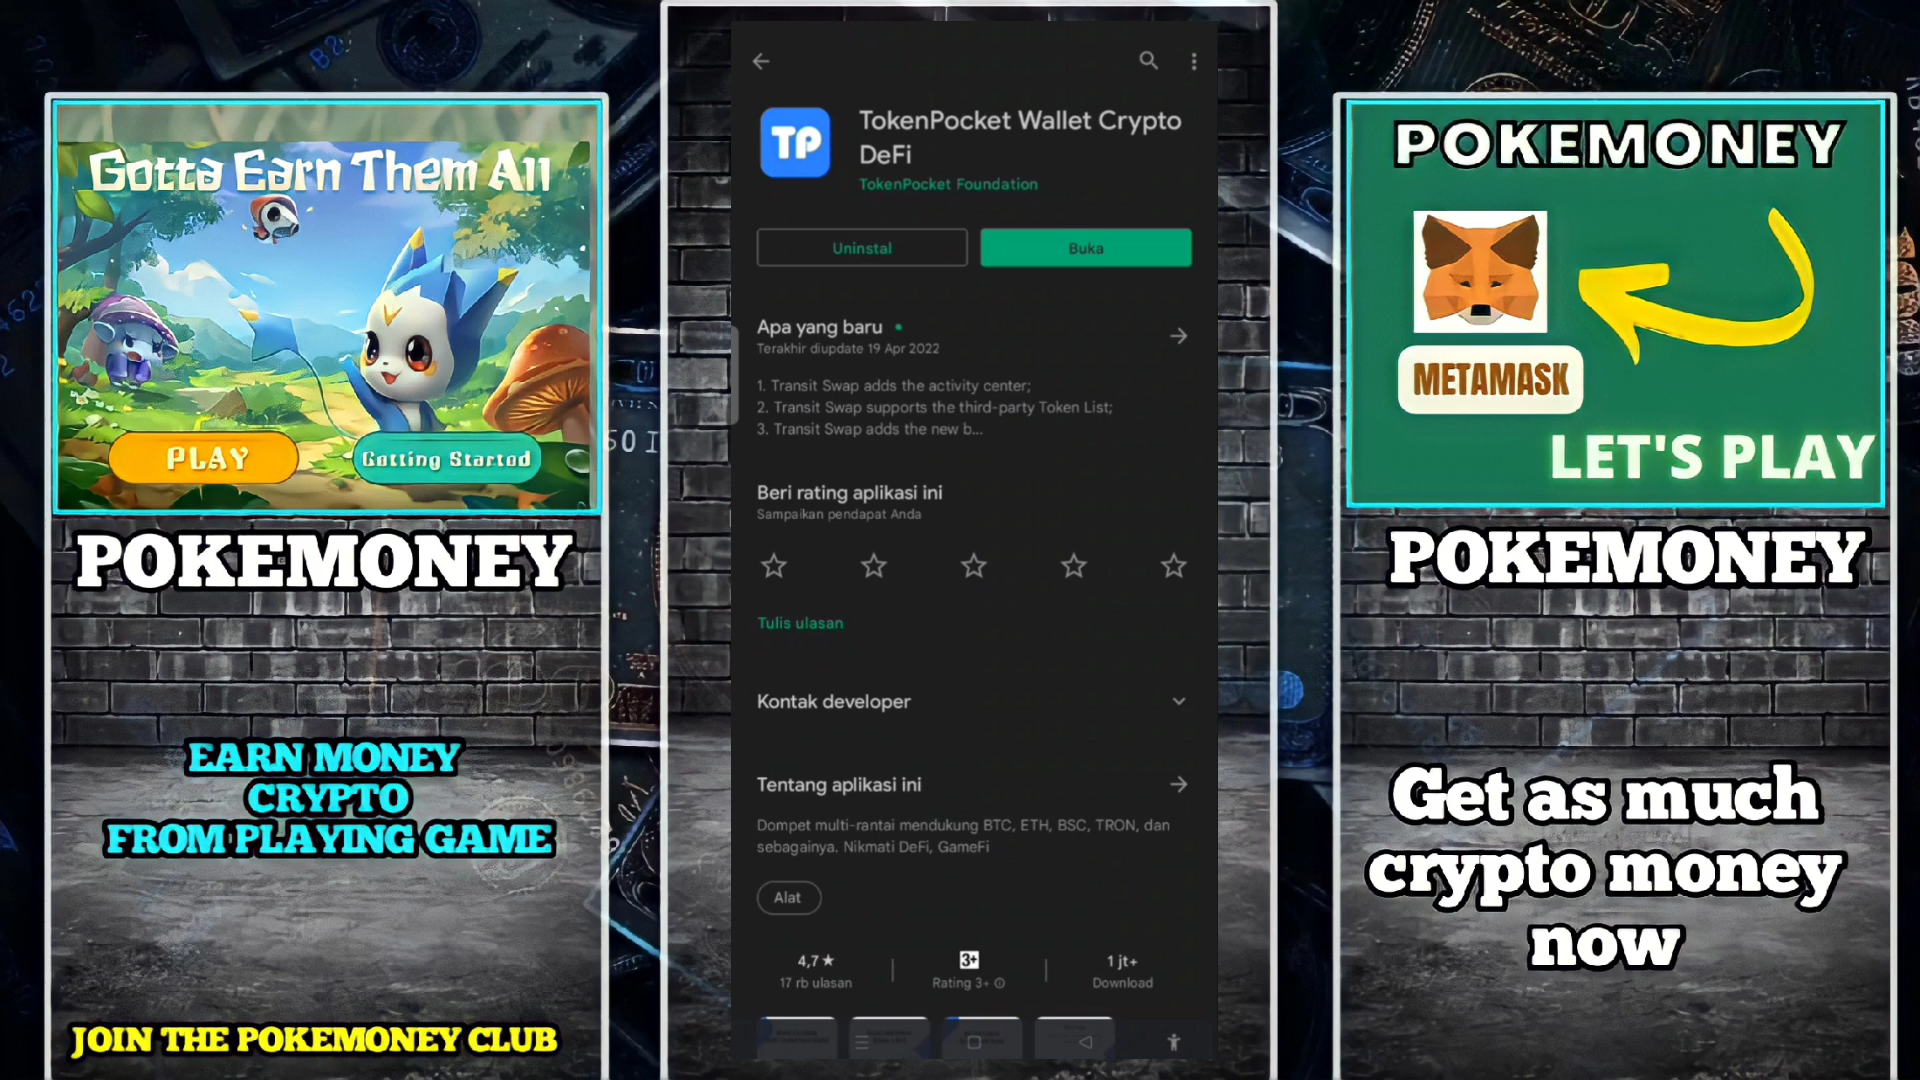 Gotta Earn Them All
PLAY
Getting Started
POKEMONEY
EARN MONEY
CRYPTO
FROM PLAYING GAME
JOIN THE POKEMONEY CLUB
TP
TokenPocket Wallet Crypto
DeFi
TokenPocket Foundation
Uninstal
Buka
Apa yang baru
Terakhir diupdate 19 Apr 2022
1. Transit Swap adds the activity center;
2. Transit Swap supports the third-party Token List;
3. Transit Swap adds the new b...
Beri rating aplikasi ini
Sampaikan pendapat Anda
Tulis ulasan
Kontak developer
Tentang aplikasi ini
Dompet multi-rantai mendukung BTC, ETH, BSC, TRON, dan
sebagainya. Nikmati DeFi, GameFi
Alat
4,7★
17 rb ulasan
3+
Rating 3+
1 jt+
Download
POKEMONEY
METAMASK
LET'S PLAY
POKEMONEY
Get as much
crypto money
now